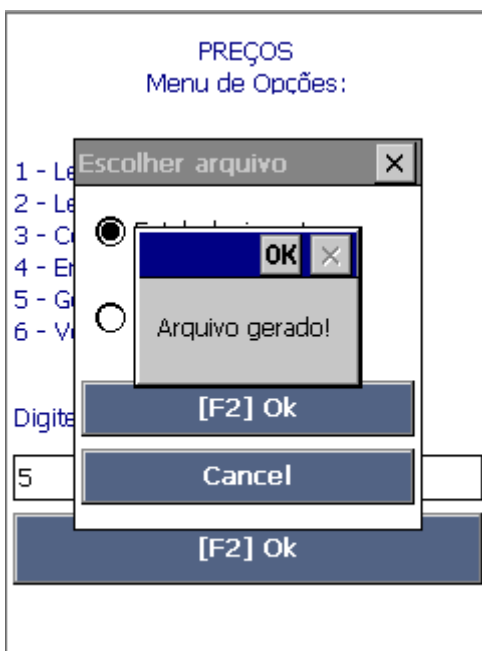 PREÇOS
Menu de Opções:
Escolher arquivo
1 - Le
2 - Le
3 - C
4 - En
5 - G
6 - V
OK
Arquivo gerado!
[F2] Ok
Digite
5
Cancel
[F2] Ok